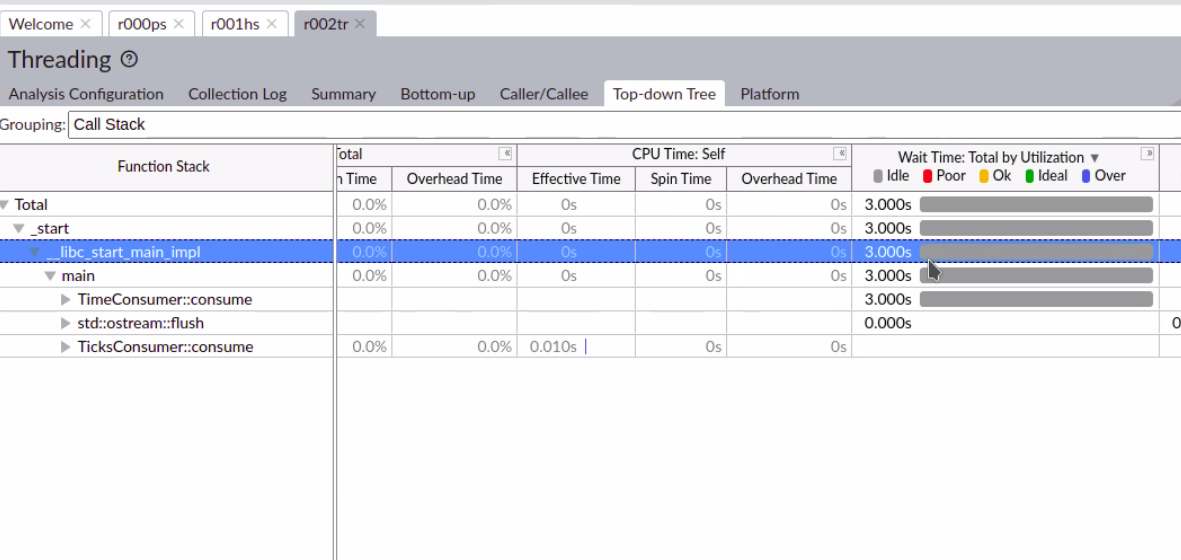 Welcome × r000ps × r001hs × r002tr ×
Threading ?
Analysis Configuration Collection Log Summary Bottom-up Caller/Callee Top-down Tree Platform
Grouping: Call Stack
Function Stack Total « CPU Time: Self « Wait Time: Total by Utilization ▼ »
n Time Overhead Time Effective Time Spin Time Overhead Time Idle Poor Ok Ideal Over
Total 0.0% 0.0% 0s 0s 0s 3.000s
_start 0.0% 0.0% 0s 0s 0s 3.000s
__libc_start_main_impl 0.0% 0.0% 0s 0s 0s 3.000s
main 0.0% 0.0% 0s 0s 0s 3.000s
TimeConsumer::consume 3.000s
std::ostream::flush 0.000s 0
TicksConsumer::consume 0.0% 0.0% 0.010s 0s 0s